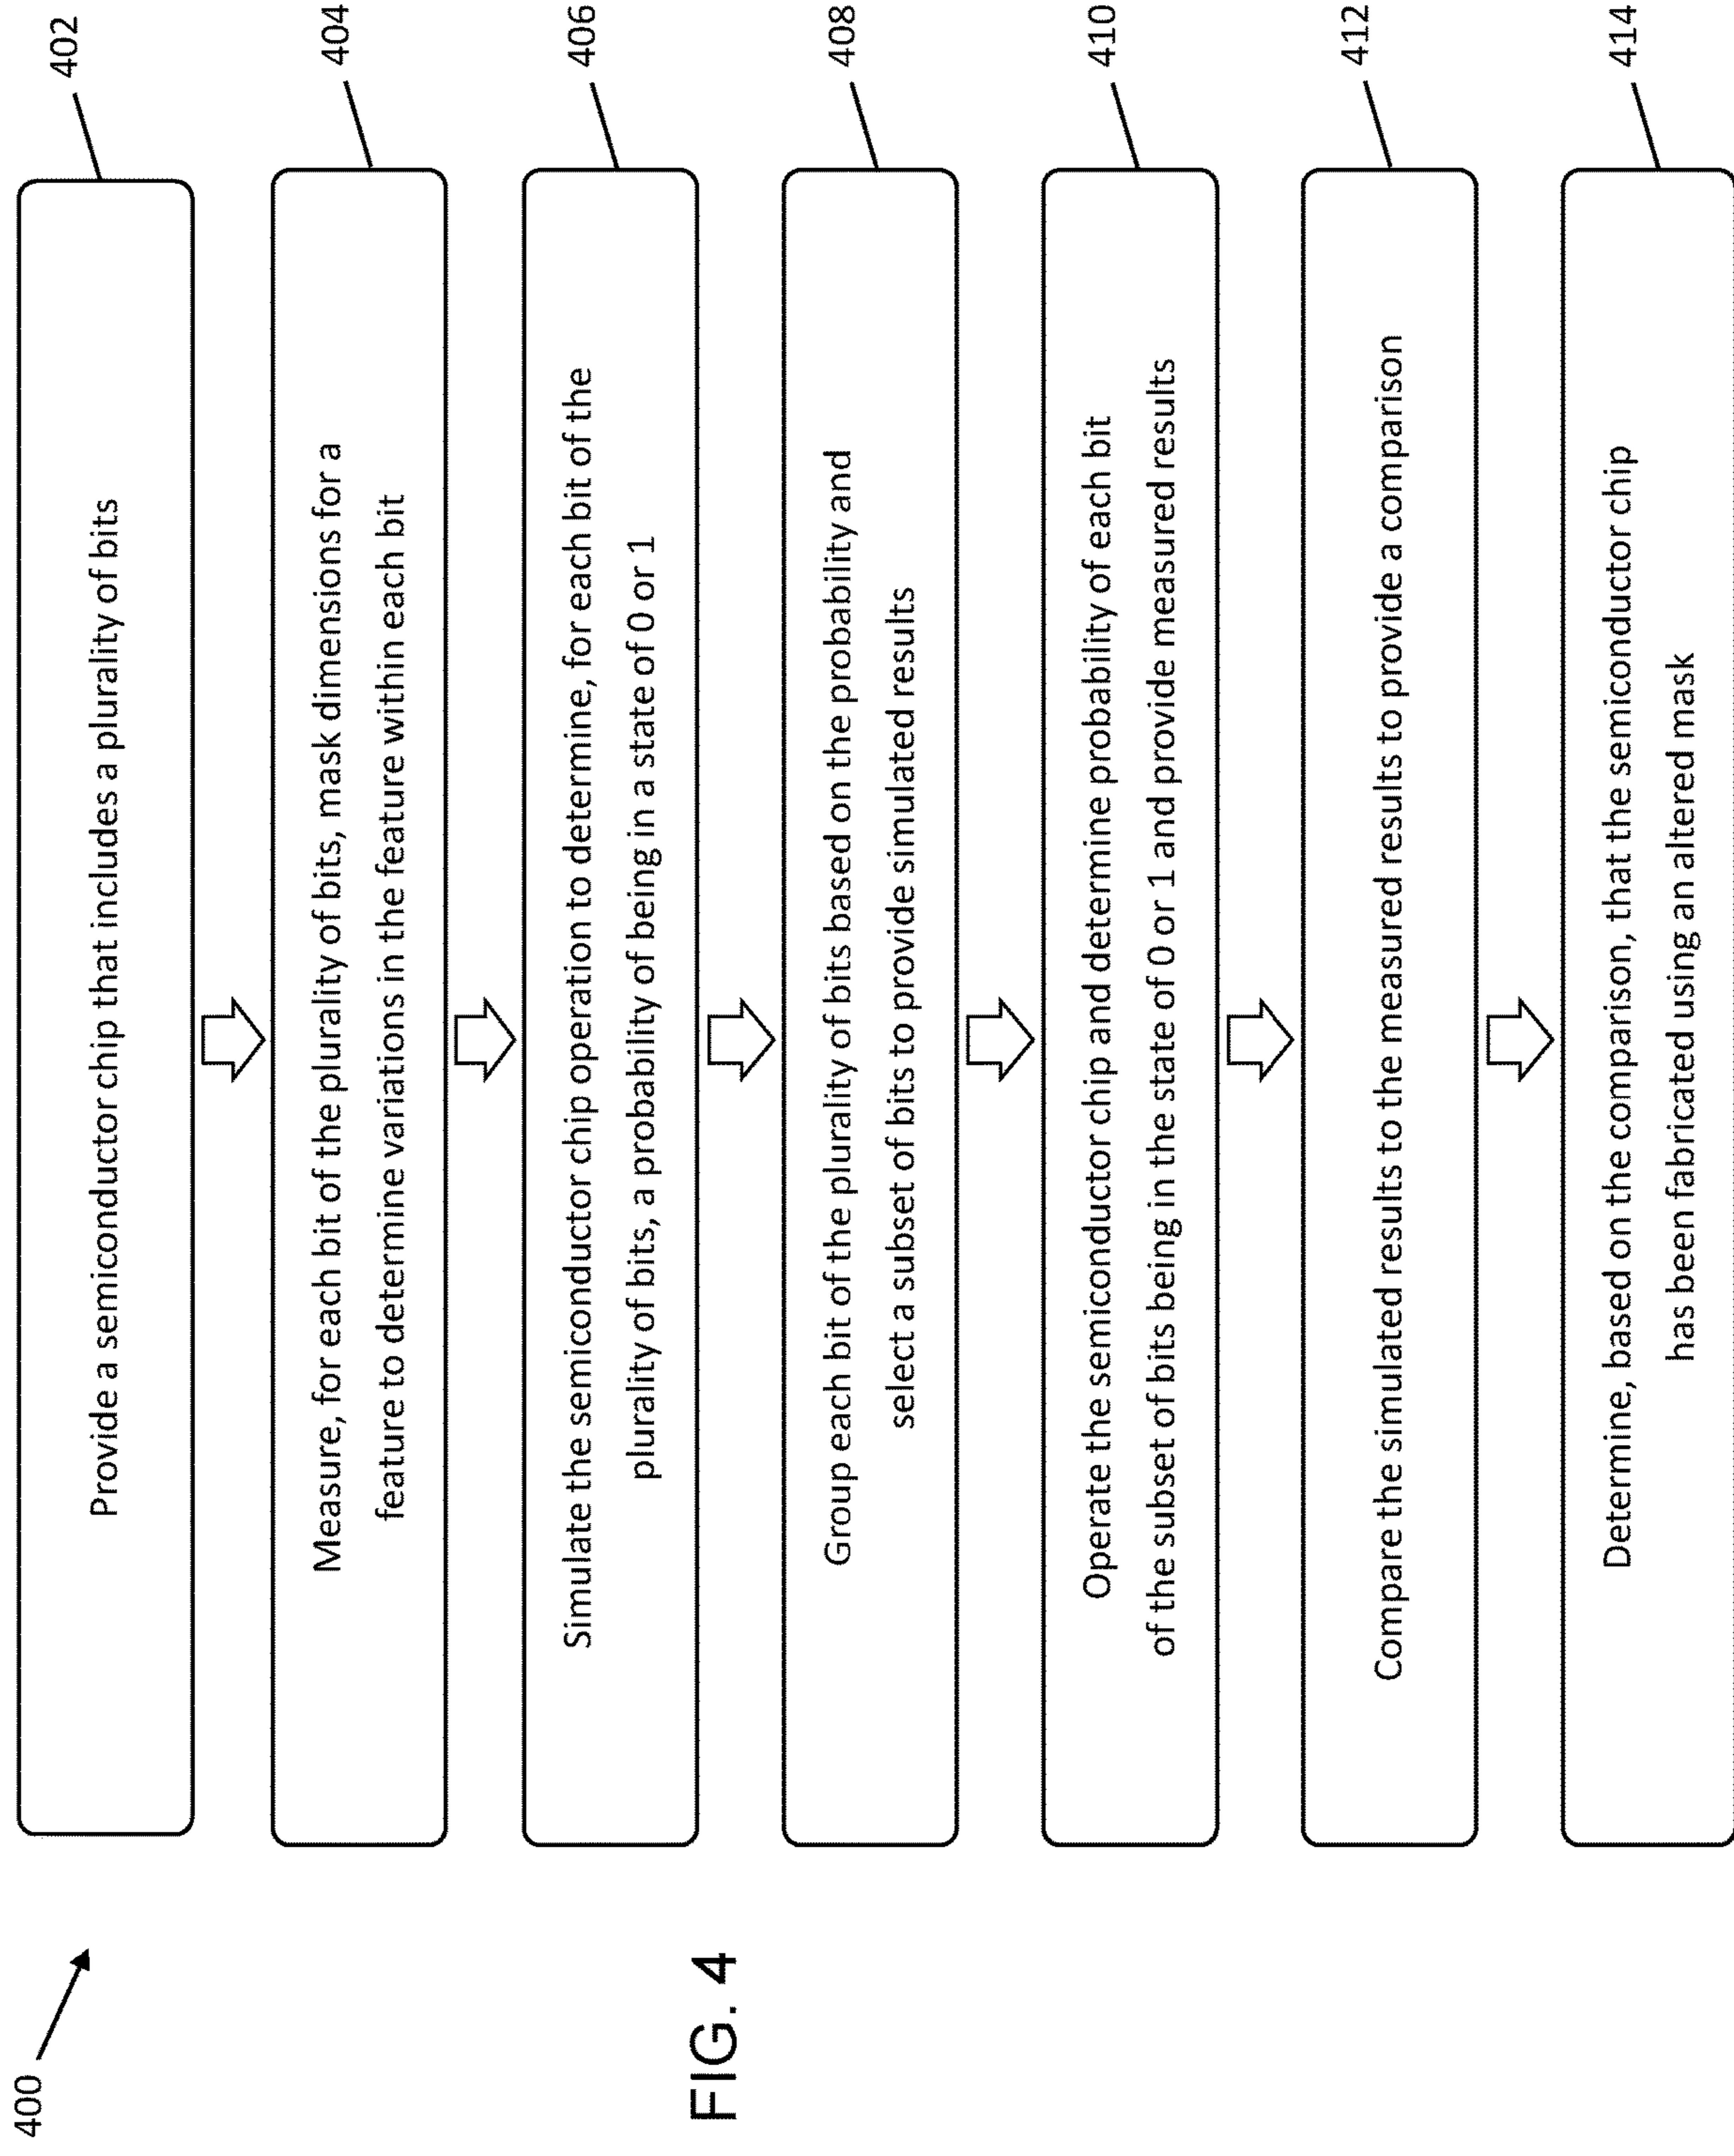 400
402
Provide a semiconductor chip that includes a plurality of bits
404
Measure, for each bit of the plurality of bits, mask dimensions for a
feature to determine variations in the feature within each bit
406
Simulate the semiconductor chip operation to determine, for each bit of the
plurality of bits, a probability of being in a state of 0 or 1
408
Group each bit of the plurality of bits based on the probability and
select a subset of bits to provide simulated results
410
Operate the semiconductor chip and determine probability of each bit
of the subset of bits being in the state of 0 or 1 and provide measured results
412
Compare the simulated results to the measured results to provide a comparison
414
Determine, based on the comparison, that the semiconductor chip
has been fabricated using an altered mask
FIG. 4